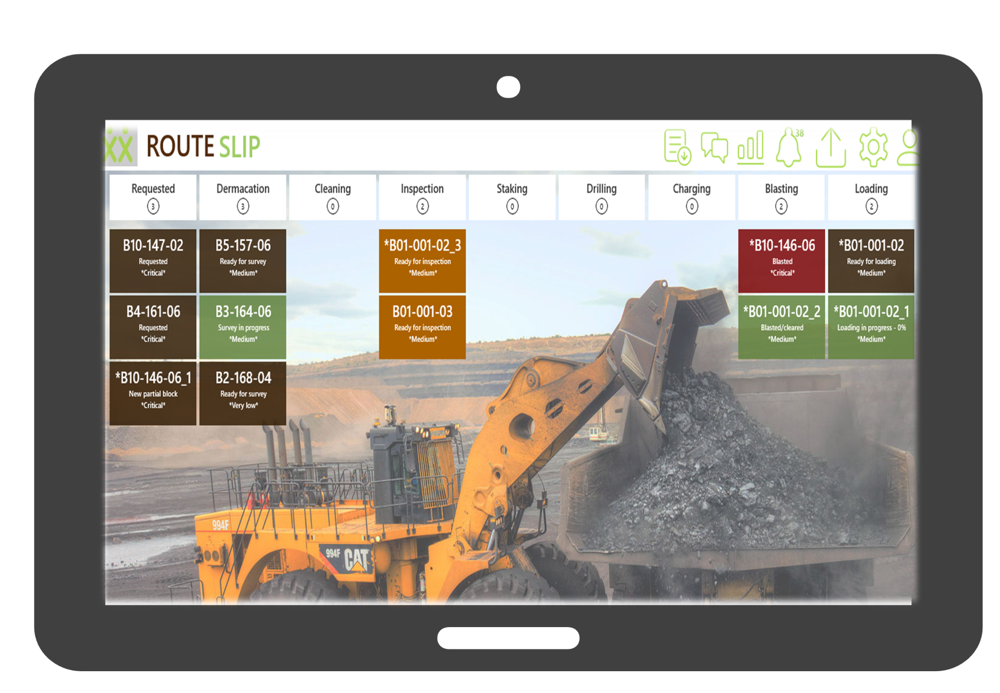 XX ROUTE SLIP
38
Requested
3
Dermacation
3
Cleaning
0
Inspection
2
Staking
0
Drilling
0
Charging
0
Blasting
2
Loading
2
B10-147-02
Requested
*Critical*
B4-161-06
Requested
*Critical*
*B10-146-06_1
New partial block
*Critical*
B5-157-06
Ready for survey
*Medium*
B3-164-06
Survey in progress
*Medium*
B2-168-04
Ready for survey
*Very low*
*B01-001-02_3
Ready for inspection
*Medium*
B01-001-03
Ready for inspection
*Medium*
*B10-146-06
Blasted
*Critical*
*B01-001-02_2
Blasted/cleared
*Medium*
*B01-001-02
Ready for loading
*Medium*
*B01-001-02_1
Loading in progress - 0%
*Medium*
994F
994F CAT